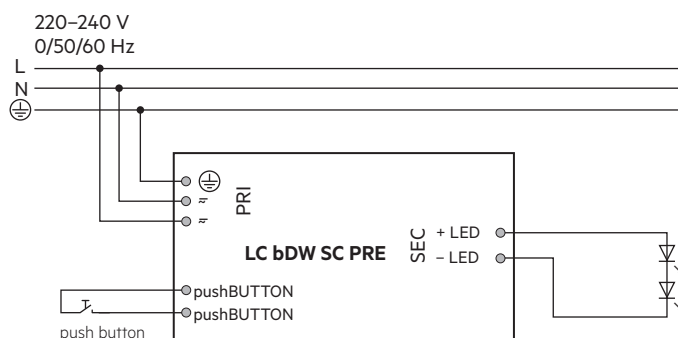 220–240 V
0/50/60 Hz
L
N
PRI
LC bDW SC PRE
SEC
+ LED
– LED
pushBUTTON
pushBUTTON
push button